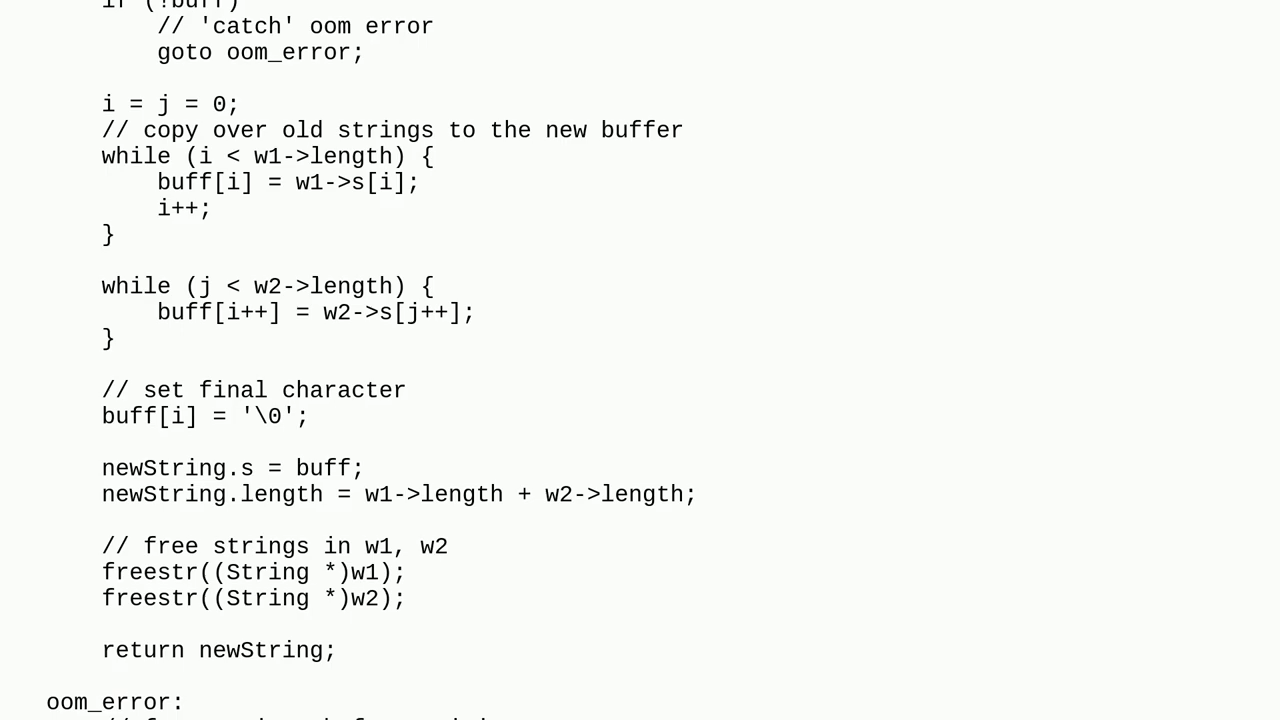 if (!buff)
// 'catch' oom error
goto oom_error;
i = j = 0;
// copy over old strings to the new buffer
while (i < w1->length) {
buff[i] = w1->s[i];
i++;
}
while (j < w2->length) {
buff[i++] = w2->s[j++];
}
// set final character
buff[i] = '\0';
newString.s = buff;
newString.length = w1->length + w2->length;
// free strings in w1, w2
freestr((String *)w1);
freestr((String *)w2);
return newString;
oom_error: